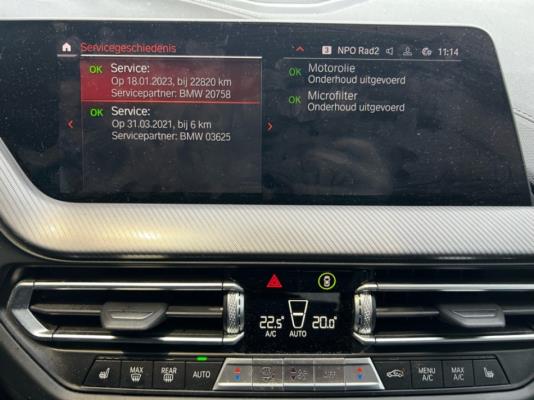 Servicegeschiedenis
3 NPO Rad2 11:14
OK Service:
Op 18.01.2023, bij 22820 km
Servicepartner: BMW 20758
OK Service:
Op 31.03.2021, bij 6 km
Servicepartner: BMW 03625
OK Motorolie
Onderhoud uitgevoerd
OK Microfilter
Onderhoud uitgevoerd
22.5° 20.0°
A/C AUTO
MAX
REAR
AUTO
OFF
MENU
A/C
MAX
A/C